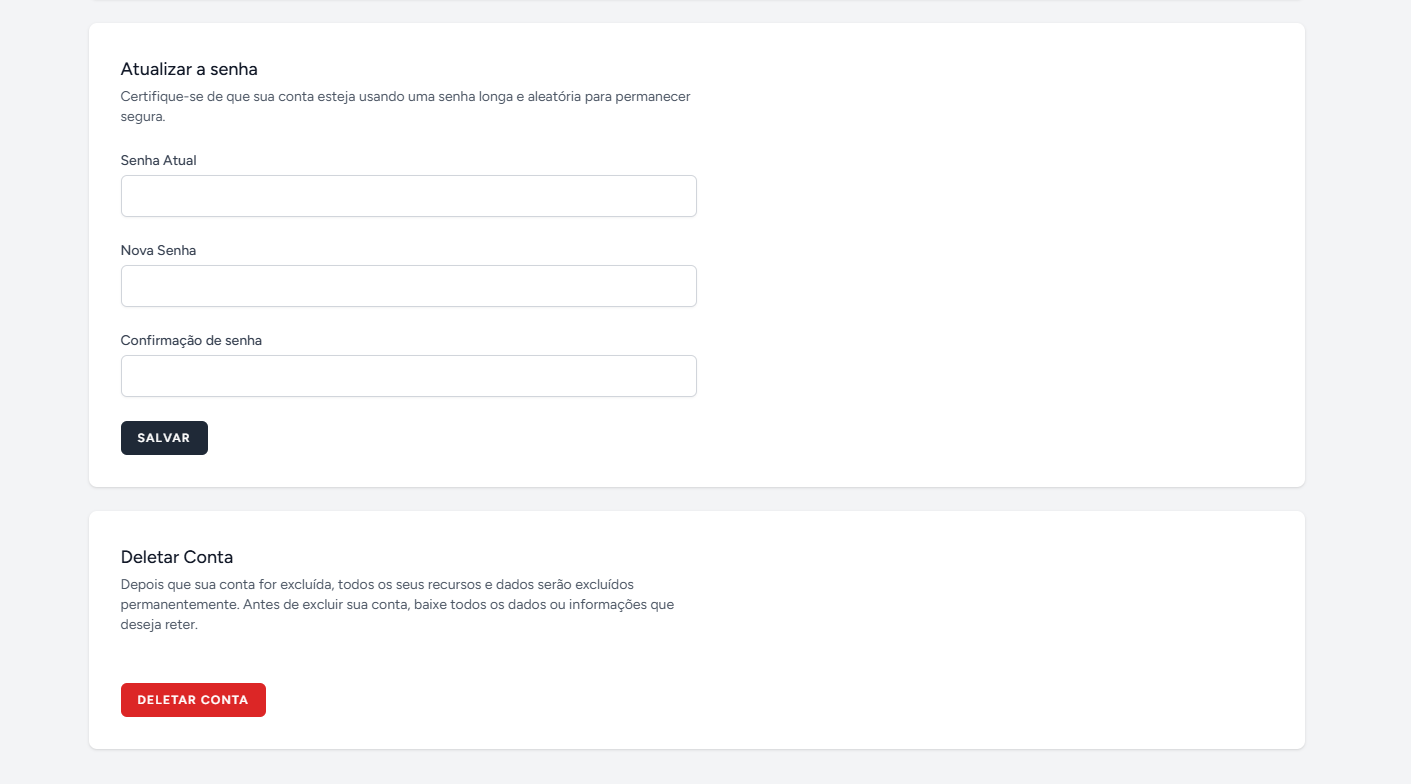 Atualizar a senha
Certifique-se de que sua conta esteja usando uma senha longa e aleatória para permanecer
segura.
Senha Atual
Nova Senha
Confirmação de senha
SALVAR
Deletar Conta
Depois que sua conta for excluída, todos os seus recursos e dados serão excluídos
permanentemente. Antes de excluir sua conta, baixe todos os dados ou informações que
deseja reter.
DELETAR CONTA